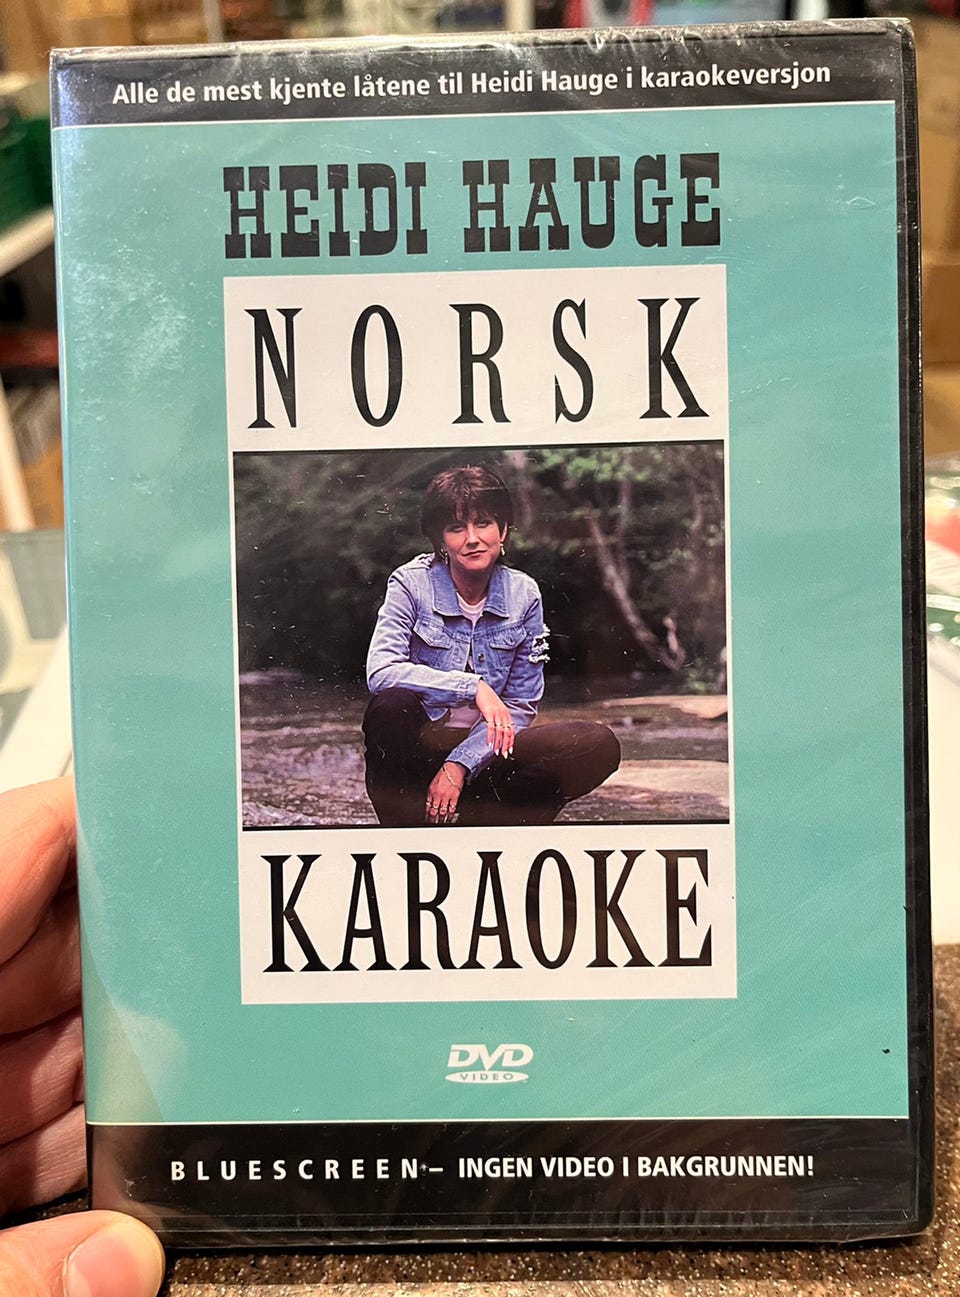 Alle de mest kjente låtene til Heidi Hauge i karaokeversjon
HEIDI HAUGE
NORSK
KARAOKE
DVD
VIDEO
BLUESCREEN – INGEN VIDEO I BAKGRUNNEN!